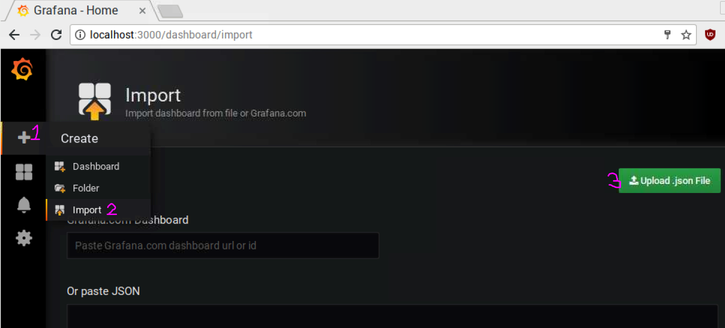 Grafana - Home
localhost:3000/dashboard/import
Import
Import dashboard from file or Grafana.com
1
Create
Dashboard
Folder
Import 2
3 Upload .json File
Grafana.com Dashboard
Paste Grafana.com dashboard url or id
Or paste JSON